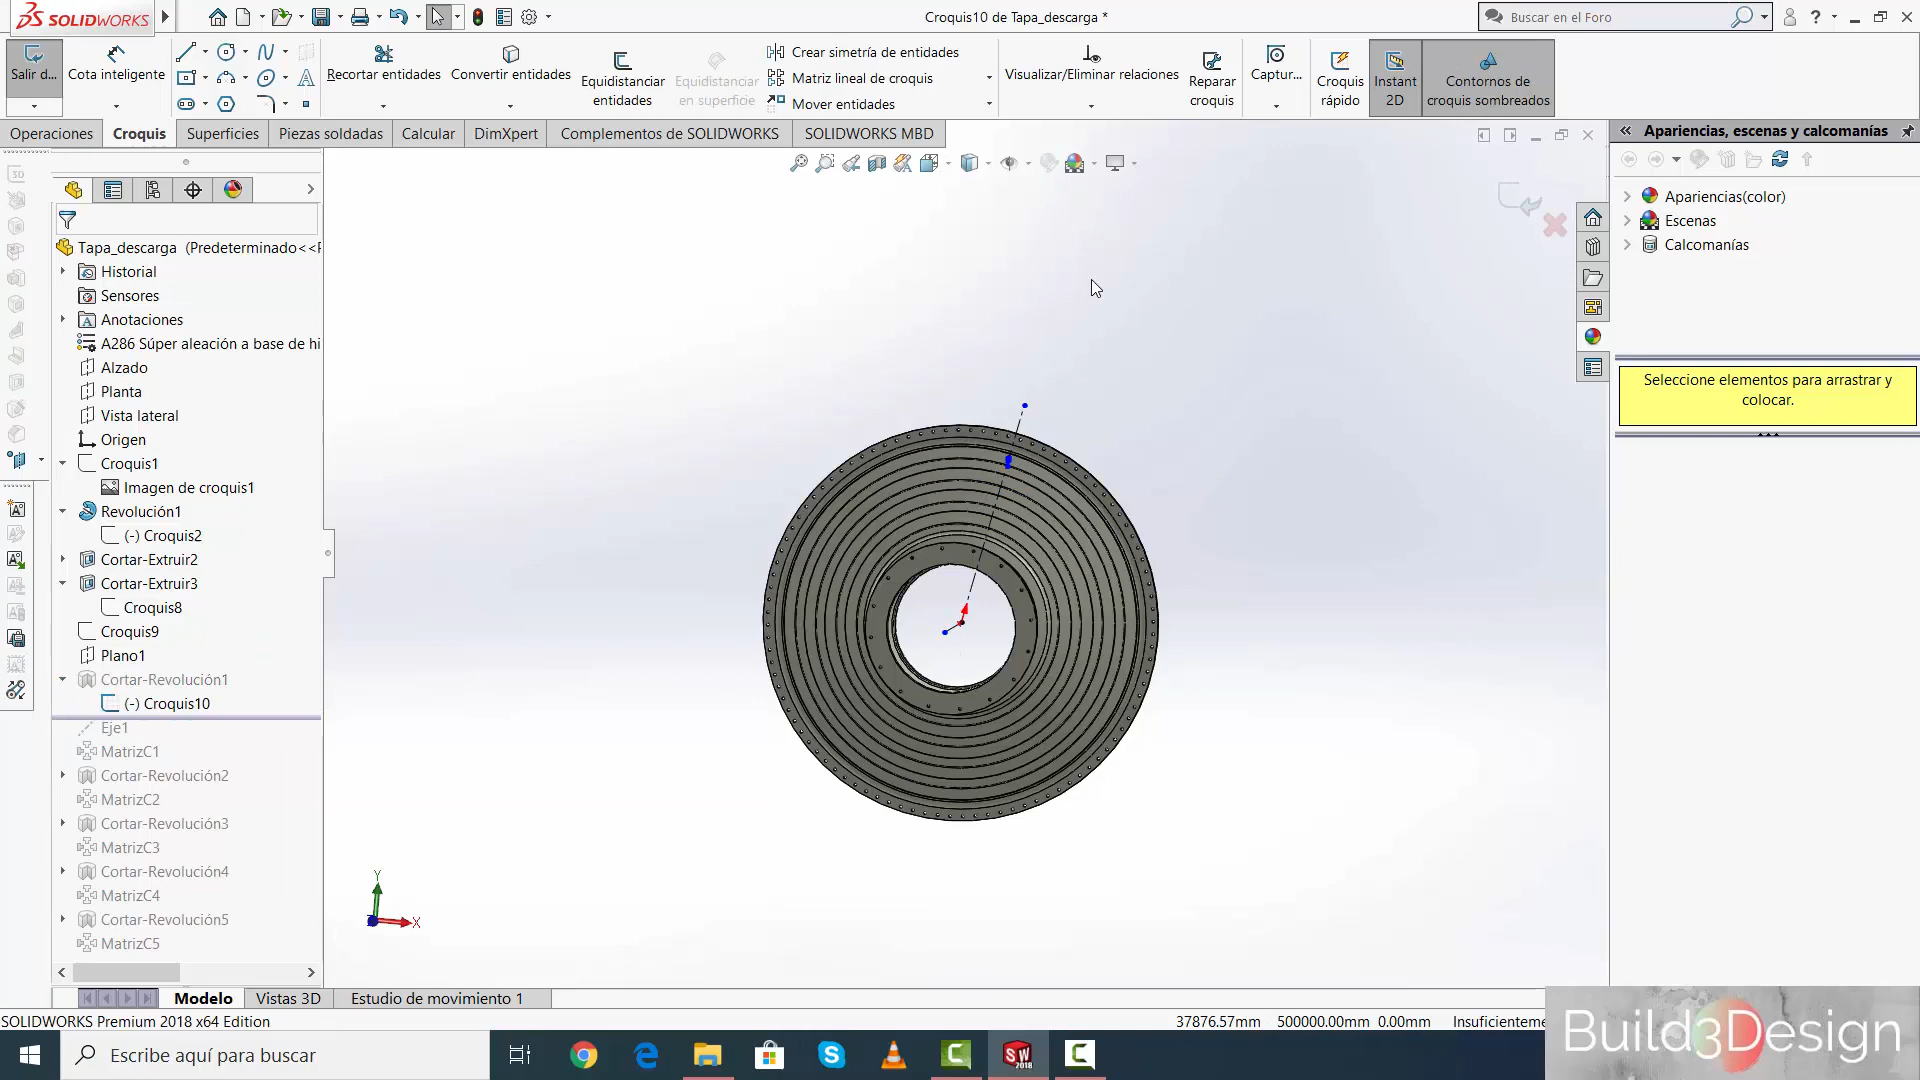 SOLIDWORKS
Croquis10 de Tapa_descarga *
Buscar en el Foro
Salir d...
Cota inteligente
Recortar entidades
Convertir entidades
Equidistanciar
entidades
Equidistanciar
en superficie
Crear simetría de entidades
Matriz lineal de croquis
Mover entidades
Visualizar/Eliminar relaciones
Reparar
croquis
Captur...
Croquis
rápido
Instant
2D
Contornos de
croquis sombreados
Operaciones
Croquis
Superficies
Piezas soldadas
Calcular
DimXpert
Complementos de SOLIDWORKS
SOLIDWORKS MBD
Apariencias, escenas y calcomanías
Apariencias(color)
Escenas
Calcomanías
Seleccione elementos para arrastrar y
colocar.
Tapa_descarga (Predeterminado<<P
Historial
Sensores
Anotaciones
A286 Súper aleación a base de hi
Alzado
Planta
Vista lateral
Origen
Croquis1
Imagen de croquis1
Revolución1
(-) Croquis2
Cortar-Extruir2
Cortar-Extruir3
Croquis8
Croquis9
Plano1
Cortar-Revolución1
(-) Croquis10
Eje1
MatrizC1
Cortar-Revolución2
MatrizC2
Cortar-Revolución3
MatrizC3
Cortar-Revolución4
MatrizC4
Cortar-Revolución5
MatrizC5
Y
X
Modelo
Vistas 3D
Estudio de movimiento 1
SOLIDWORKS Premium 2018 x64 Edition
37876.57mm
500000.00mm
0.00mm
Insuficienteme
Escribe aquí para buscar
SW
2018
Build3Design